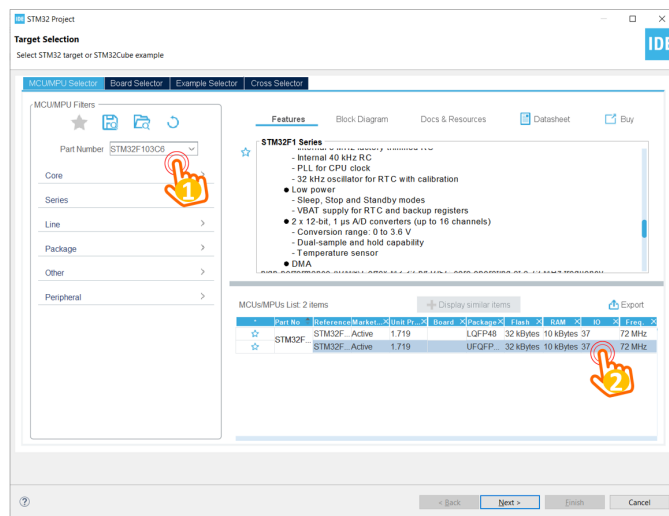 IDE STM32 Project
Target Selection
Select STM32 target or STM32Cube example
IDE
MCU/MPU Selector Board Selector Example Selector Cross Selector
MCU/MPU Filters
Part Number STM32F103C6
Core
Series
Line
Package
Other
Peripheral
1
Features Block Diagram Docs & Resources Datasheet Buy
STM32F1 Series
- Internal 40 kHz RC
- PLL for CPU clock
- 32 kHz oscillator for RTC with calibration
● Low power
- Sleep, Stop and Standby modes
- VBAT supply for RTC and backup registers
● 2 x 12-bit, 1 µs A/D converters (up to 16 channels)
- Conversion range: 0 to 3.6 V
- Dual-sample and hold capability
- Temperature sensor
● DMA
MCUs/MPUs List: 2 items Display similar items Export
* Part No Reference Market... Unit Pr... Board Package Flash RAM IO Freq.
STM32F...
STM32F... Active 1.719 LQFP48 32 kBytes 10 kBytes 37 72 MHz
STM32F... Active 1.719 UFQFP... 32 kBytes 10 kBytes 37 72 MHz
2
? < Back Next > Finish Cancel